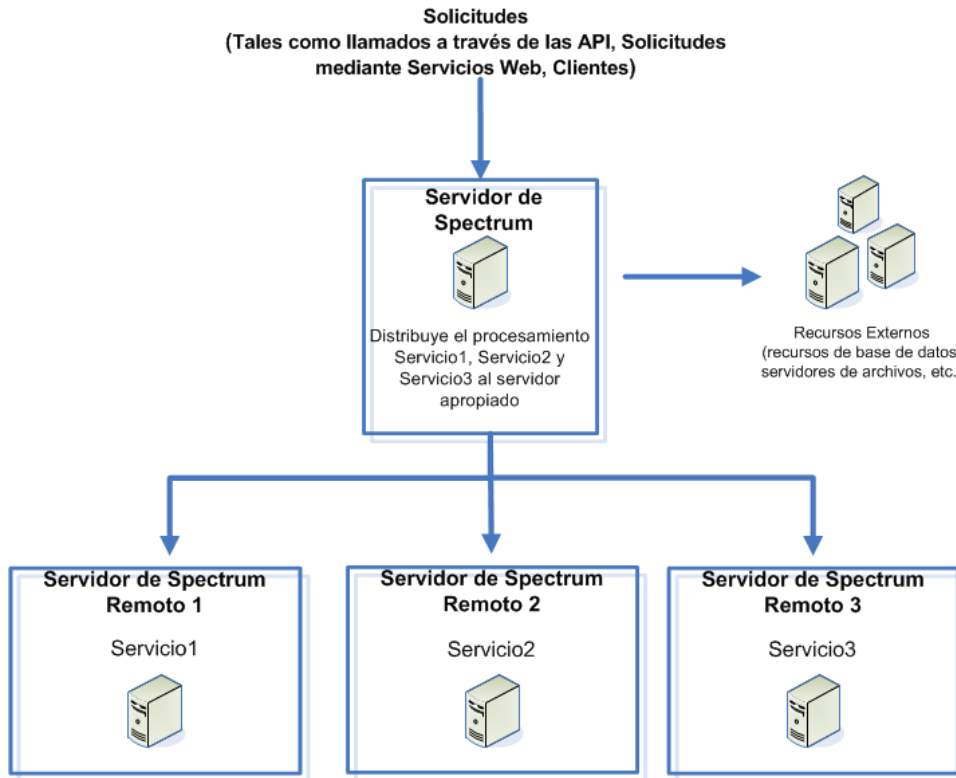 Solicitudes
(Tales como llamados a través de las API, Solicitudes
mediante Servicios Web, Clientes)
Servidor de
Spectrum
Distribuye el procesamiento
Servicio1, Servicio2 y
Servicio3 al servidor
apropiado
Recursos Externos
(recursos de base de datos
servidores de archivos, etc.
Servidor de Spectrum
Remoto 1
Servicio1
Servidor de Spectrum
Remoto 2
Servicio2
Servidor de Spectrum
Remoto 3
Servicio3